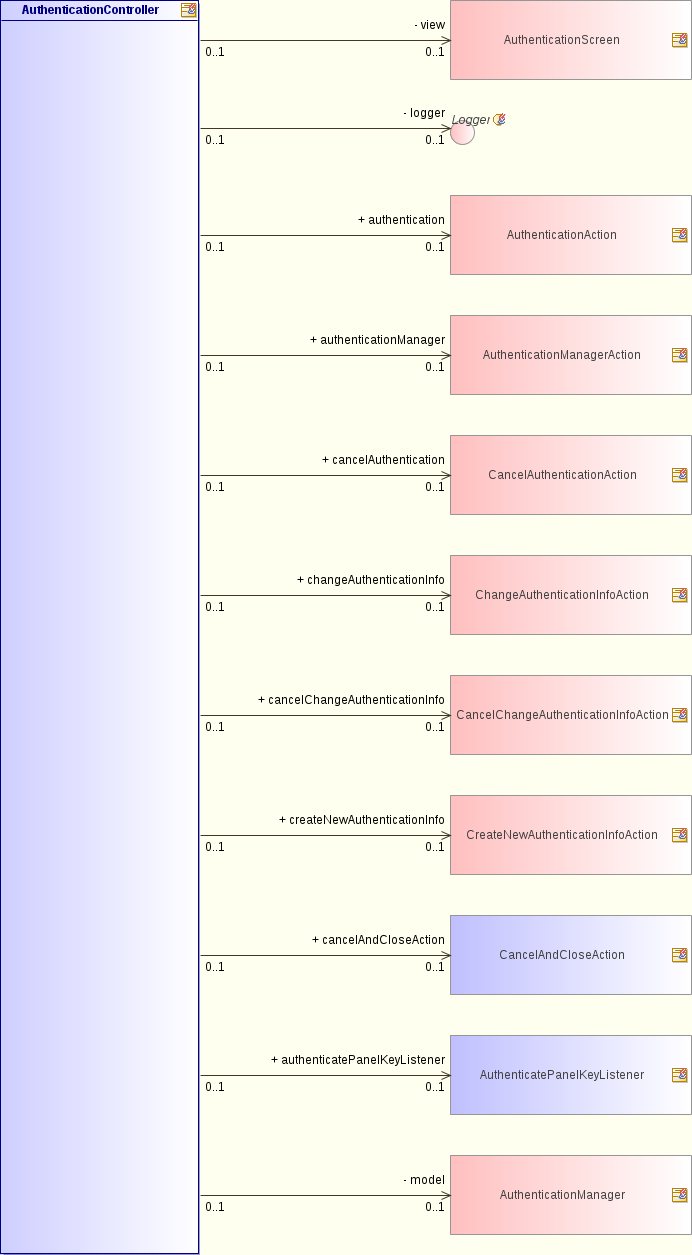 AuthenticationController
- view
0..1 0..1
AuthenticationScreen
- logger
0..1 0..1
Logger
+ authentication
0..1 0..1
AuthenticationAction
+ authenticationManager
0..1 0..1
AuthenticationManagerAction
+ cancelAuthentication
0..1 0..1
CancelAuthenticationAction
+ changeAuthenticationInfo
0..1 0..1
ChangeAuthenticationInfoAction
+ cancelChangeAuthenticationInfo
0..1 0..1
CancelChangeAuthenticationInfoAction
+ createNewAuthenticationInfo
0..1 0..1
CreateNewAuthenticationInfoAction
+ cancelAndCloseAction
0..1 0..1
CancelAndCloseAction
+ authenticatePanelKeyListener
0..1 0..1
AuthenticatePanelKeyListener
- model
0..1 0..1
AuthenticationManager